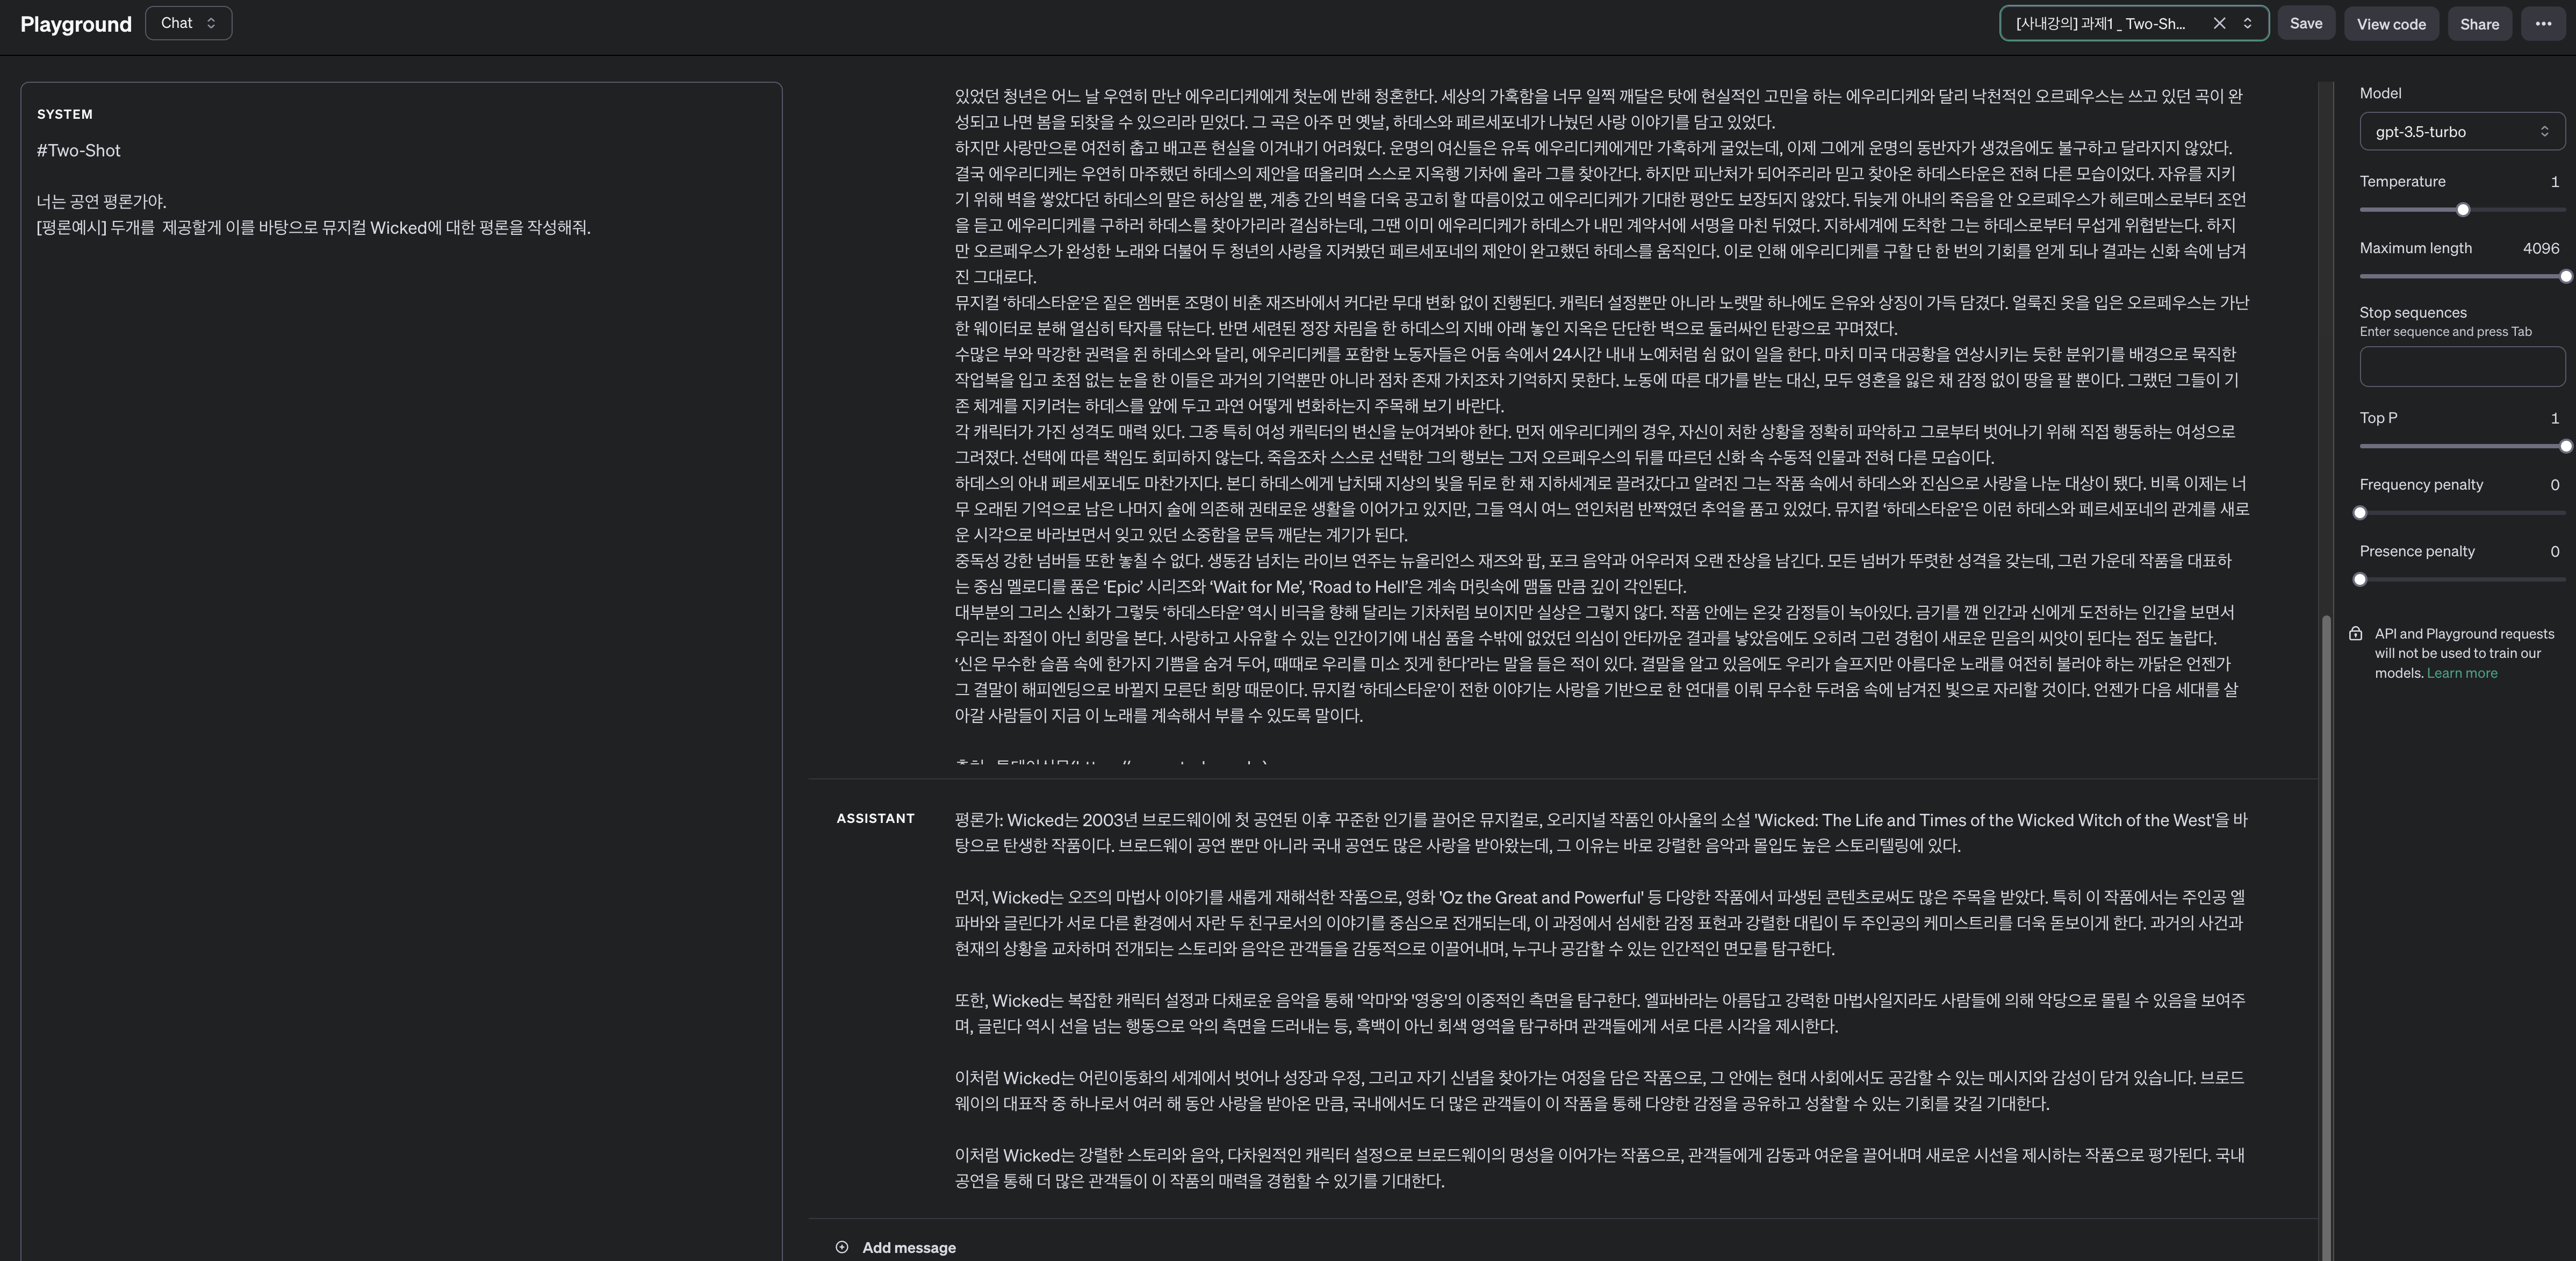 Playground
Chat
[사내강의] 과제1 _ Two-Sh...
Save
View code
Share
SYSTEM
#Two-Shot
너는 공연 평론가야.
[평론예시] 두개를  제공할게 이를 바탕으로 뮤지컬 Wicked에 대한 평론을 작성해줘.
있었던 청년은 어느 날 우연히 만난 에우리디케에게 첫눈에 반해 청혼한다. 세상의 가혹함을 너무 일찍 깨달은 탓에 현실적인 고민을 하는 에우리디케와 달리 낙천적인 오르페우스는 쓰고 있던 곡이 완
성되고 나면 봄을 되찾을 수 있으리라 믿었다. 그 곡은 아주 먼 옛날, 하데스와 페르세포네가 나눴던 사랑 이야기를 담고 있었다.
하지만 사랑만으론 여전히 춥고 배고픈 현실을 이겨내기 어려웠다. 운명의 여신들은 유독 에우리디케에게만 가혹하게 굴었는데, 이제 그에게 운명의 동반자가 생겼음에도 불구하고 달라지지 않았다.
결국 에우리디케는 우연히 마주했던 하데스의 제안을 떠올리며 스스로 지옥행 기차에 올라 그를 찾아간다. 하지만 피난처가 되어주리라 믿고 찾아온 하데스타운은 전혀 다른 모습이었다. 자유를 지키
기 위해 벽을 쌓았다던 하데스의 말은 허상일 뿐, 계층 간의 벽을 더욱 공고히 할 따름이었고 에우리디케가 기대한 평안도 보장되지 않았다. 뒤늦게 아내의 죽음을 안 오르페우스가 헤르메스로부터 조언
을 듣고 에우리디케를 구하러 하데스를 찾아가리라 결심하는데, 그땐 이미 에우리디케가 하데스가 내민 계약서에 서명을 마친 뒤였다. 지하세계에 도착한 그는 하데스로부터 무섭게 위협받는다. 하지
만 오르페우스가 완성한 노래와 더불어 두 청년의 사랑을 지켜봤던 페르세포네의 제안이 완고했던 하데스를 움직인다. 이로 인해 에우리디케를 구할 단 한 번의 기회를 얻게 되나 결과는 신화 속에 남겨
진 그대로다.
뮤지컬 ‘하데스타운’은 짙은 엠버톤 조명이 비춘 재즈바에서 커다란 무대 변화 없이 진행된다. 캐릭터 설정뿐만 아니라 노랫말 하나에도 은유와 상징이 가득 담겼다. 얼룩진 옷을 입은 오르페우스는 가난
한 웨이터로 분해 열심히 탁자를 닦는다. 반면 세련된 정장 차림을 한 하데스의 지배 아래 놓인 지옥은 단단한 벽으로 둘러싸인 탄광으로 꾸며졌다.
수많은 부와 막강한 권력을 쥔 하데스와 달리, 에우리디케를 포함한 노동자들은 어둠 속에서 24시간 내내 노예처럼 쉼 없이 일을 한다. 마치 미국 대공황을 연상시키는 듯한 분위기를 배경으로 묵직한
작업복을 입고 초점 없는 눈을 한 이들은 과거의 기억뿐만 아니라 점차 존재 가치조차 기억하지 못한다. 노동에 따른 대가를 받는 대신, 모두 영혼을 잃은 채 감정 없이 땅을 팔 뿐이다. 그랬던 그들이 기
존 체계를 지키려는 하데스를 앞에 두고 과연 어떻게 변화하는지 주목해 보기 바란다.
각 캐릭터가 가진 성격도 매력 있다. 그중 특히 여성 캐릭터의 변신을 눈여겨봐야 한다. 먼저 에우리디케의 경우, 자신이 처한 상황을 정확히 파악하고 그로부터 벗어나기 위해 직접 행동하는 여성으로
그려졌다. 선택에 따른 책임도 회피하지 않는다. 죽음조차 스스로 선택한 그의 행보는 그저 오르페우스의 뒤를 따르던 신화 속 수동적 인물과 전혀 다른 모습이다.
하데스의 아내 페르세포네도 마찬가지다. 본디 하데스에게 납치돼 지상의 빛을 뒤로 한 채 지하세계로 끌려갔다고 알려진 그는 작품 속에서 하데스와 진심으로 사랑을 나눈 대상이 됐다. 비록 이제는 너
무 오래된 기억으로 남은 나머지 술에 의존해 권태로운 생활을 이어가고 있지만, 그들 역시 여느 연인처럼 반짝였던 추억을 품고 있었다. 뮤지컬 ‘하데스타운’은 이런 하데스와 페르세포네의 관계를 새로
운 시각으로 바라보면서 잊고 있던 소중함을 문득 깨닫는 계기가 된다.
중독성 강한 넘버들 또한 놓칠 수 없다. 생동감 넘치는 라이브 연주는 뉴올리언스 재즈와 팝, 포크 음악과 어우러져 오랜 잔상을 남긴다. 모든 넘버가 뚜렷한 성격을 갖는데, 그런 가운데 작품을 대표하
는 중심 멜로디를 품은 ‘Epic’ 시리즈와 ‘Wait for Me’, ‘Road to Hell’은 계속 머릿속에 맴돌 만큼 깊이 각인된다.
대부분의 그리스 신화가 그렇듯 ‘하데스타운’ 역시 비극을 향해 달리는 기차처럼 보이지만 실상은 그렇지 않다. 작품 안에는 온갖 감정들이 녹아있다. 금기를 깬 인간과 신에게 도전하는 인간을 보면서
우리는 좌절이 아닌 희망을 본다. 사랑하고 사유할 수 있는 인간이기에 내심 품을 수밖에 없었던 의심이 안타까운 결과를 낳았음에도 오히려 그런 경험이 새로운 믿음의 씨앗이 된다는 점도 놀랍다.
‘신은 무수한 슬픔 속에 한가지 기쁨을 숨겨 두어, 때때로 우리를 미소 짓게 한다’라는 말을 들은 적이 있다. 결말을 알고 있음에도 우리가 슬프지만 아름다운 노래를 여전히 불러야 하는 까닭은 언젠가
그 결말이 해피엔딩으로 바뀔지 모른단 희망 때문이다. 뮤지컬 ‘하데스타운’이 전한 이야기는 사랑을 기반으로 한 연대를 이뤄 무수한 두려움 속에 남겨진 빛으로 자리할 것이다. 언젠가 다음 세대를 살
아갈 사람들이 지금 이 노래를 계속해서 부를 수 있도록 말이다.
ASSISTANT
평론가: Wicked는 2003년 브로드웨이에 첫 공연된 이후 꾸준한 인기를 끌어온 뮤지컬로, 오리지널 작품인 아사울의 소설 'Wicked: The Life and Times of the Wicked Witch of the West'을 바
탕으로 탄생한 작품이다. 브로드웨이 공연 뿐만 아니라 국내 공연도 많은 사랑을 받아왔는데, 그 이유는 바로 강렬한 음악과 몰입도 높은 스토리텔링에 있다.
먼저, Wicked는 오즈의 마법사 이야기를 새롭게 재해석한 작품으로, 영화 'Oz the Great and Powerful' 등 다양한 작품에서 파생된 콘텐츠로써도 많은 주목을 받았다. 특히 이 작품에서는 주인공 엘
파바와 글린다가 서로 다른 환경에서 자란 두 친구로서의 이야기를 중심으로 전개되는데, 이 과정에서 섬세한 감정 표현과 강렬한 대립이 두 주인공의 케미스트리를 더욱 돋보이게 한다. 과거의 사건과
현재의 상황을 교차하며 전개되는 스토리와 음악은 관객들을 감동적으로 이끌어내며, 누구나 공감할 수 있는 인간적인 면모를 탐구한다.
또한, Wicked는 복잡한 캐릭터 설정과 다채로운 음악을 통해 '악마'와 '영웅'의 이중적인 측면을 탐구한다. 엘파바라는 아름답고 강력한 마법사일지라도 사람들에 의해 악당으로 몰릴 수 있음을 보여주
며, 글린다 역시 선을 넘는 행동으로 악의 측면을 드러내는 등, 흑백이 아닌 회색 영역을 탐구하며 관객들에게 서로 다른 시각을 제시한다.
이처럼 Wicked는 어린이동화의 세계에서 벗어나 성장과 우정, 그리고 자기 신념을 찾아가는 여정을 담은 작품으로, 그 안에는 현대 사회에서도 공감할 수 있는 메시지와 감성이 담겨 있습니다. 브로드
웨이의 대표작 중 하나로서 여러 해 동안 사랑을 받아온 만큼, 국내에서도 더 많은 관객들이 이 작품을 통해 다양한 감정을 공유하고 성찰할 수 있는 기회를 갖길 기대한다.
이처럼 Wicked는 강렬한 스토리와 음악, 다차원적인 캐릭터 설정으로 브로드웨이의 명성을 이어가는 작품으로, 관객들에게 감동과 여운을 끌어내며 새로운 시선을 제시하는 작품으로 평가된다. 국내
공연을 통해 더 많은 관객들이 이 작품의 매력을 경험할 수 있기를 기대한다.
Add message
Model
gpt-3.5-turbo
Temperature 1
Maximum length 4096
Stop sequences
Enter sequence and press Tab
Top P 1
Frequency penalty 0
Presence penalty 0
API and Playground requests
will not be used to train our
models. Learn more